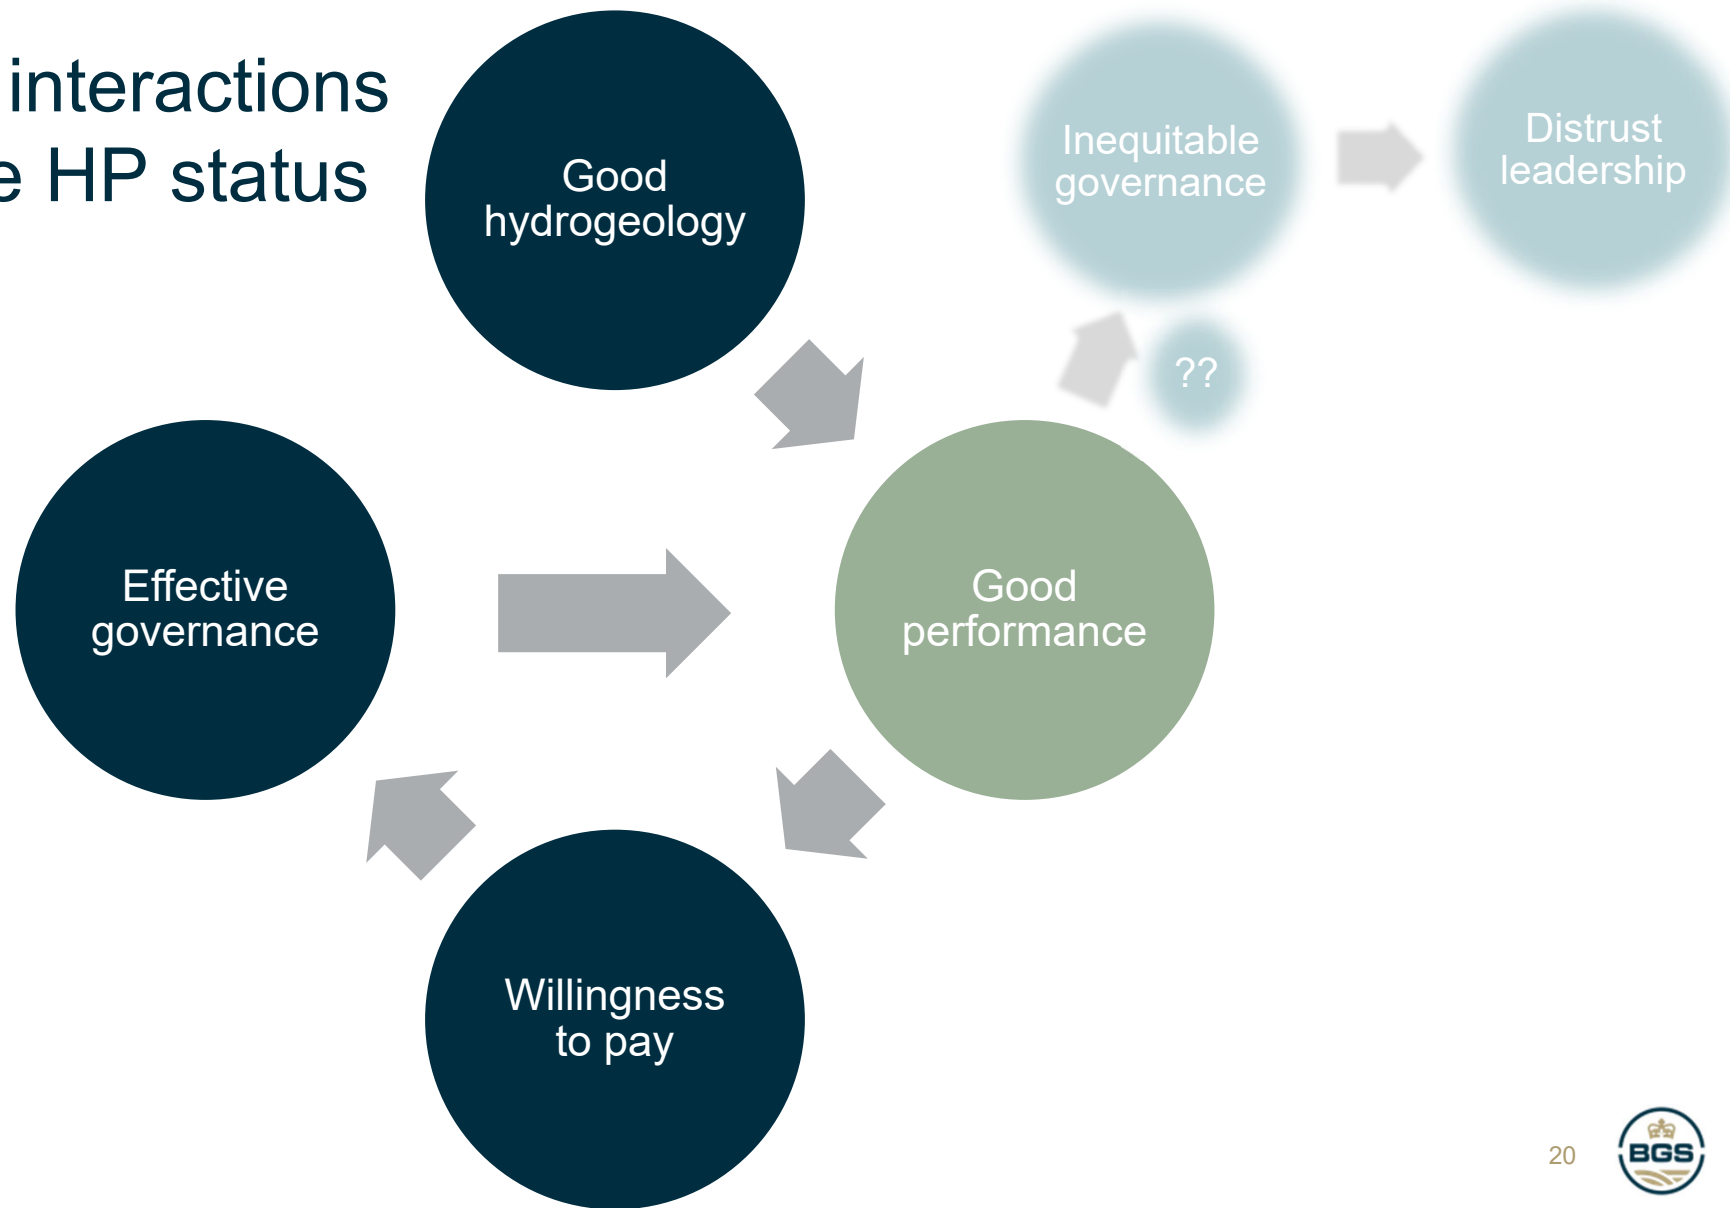 interactions
e HP status
Good
hydrogeology
Inequitable
governance
Distrust
leadership
??
Effective
governance
Good
performance
Willingness
to pay
20
BGS